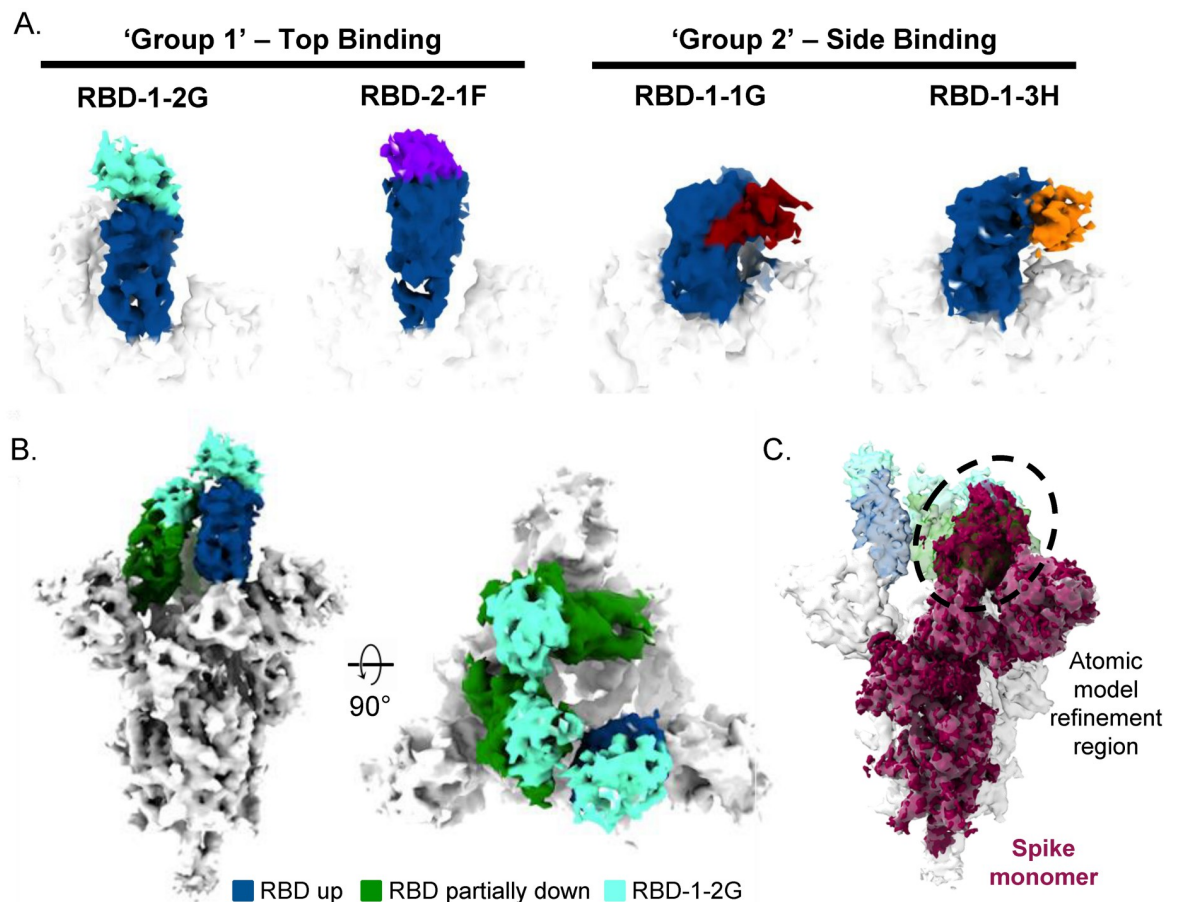 A.
‘Group 1’ – Top Binding
‘Group 2’ – Side Binding
RBD-1-2G
RBD-2-1F
RBD-1-1G
RBD-1-3H
B.
C.
90°
Atomic
model
refinement
region
Spike
monomer
RBD up
RBD partially down
RBD-1-2G